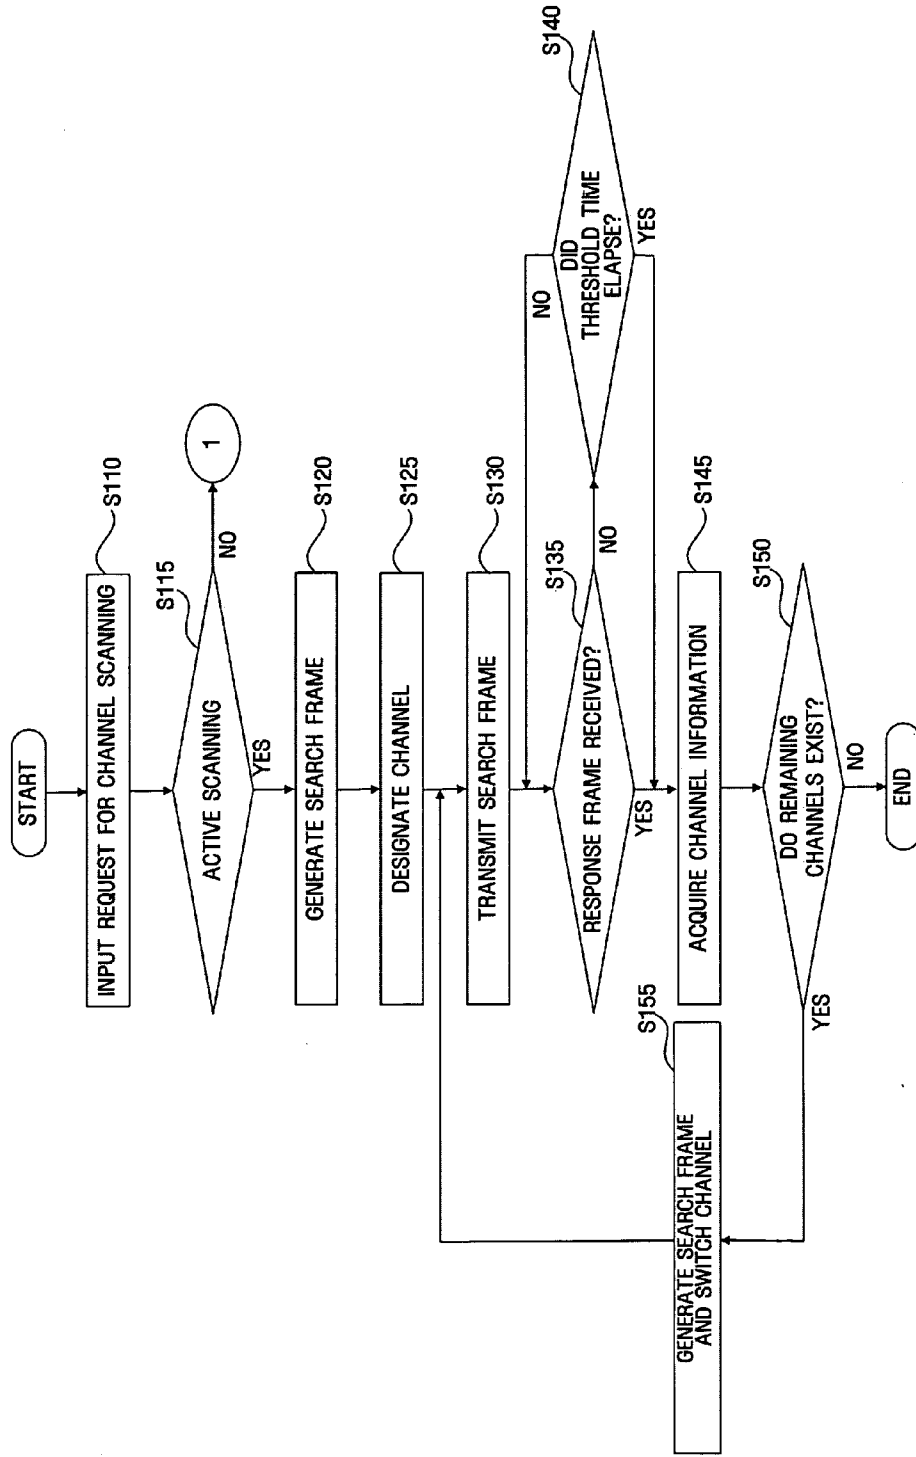 START
INPUT REQUEST FOR CHANNEL SCANNING
S110
ACTIVE SCANNING
S115
NO
1
YES
GENERATE SEARCH FRAME
S120
DESIGNATE CHANNEL
S125
TRANSMIT SEARCH FRAME
S130
RESPONSE FRAME RECEIVED?
S135
NO
YES
DID
THRESHOLD TIME
ELAPSE?
S140
NO
YES
ACQUIRE CHANNEL INFORMATION
S145
DO REMAINING
CHANNELS EXIST?
S150
YES
NO
GENERATE SEARCH FRAME
AND SWITCH CHANNEL
S155
END